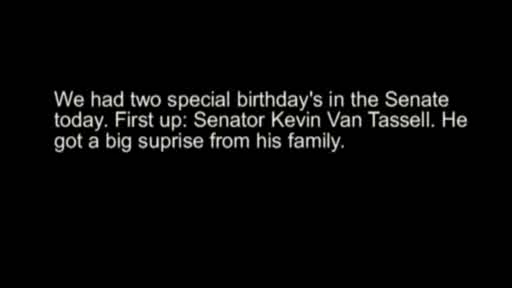 We had two special birthday's in the Senate
today. First up: Senator Kevin Van Tassell. He
got a big suprise from his family.